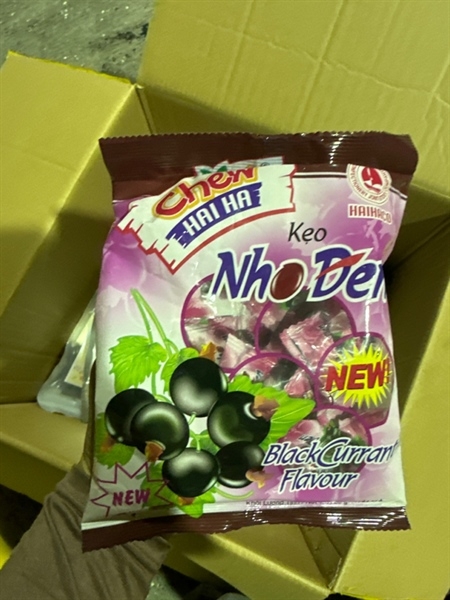 Chew
HAI HA
HAIHACO
Kẹo
Nho Đen
NEW
Black Currant
Flavour
NEW